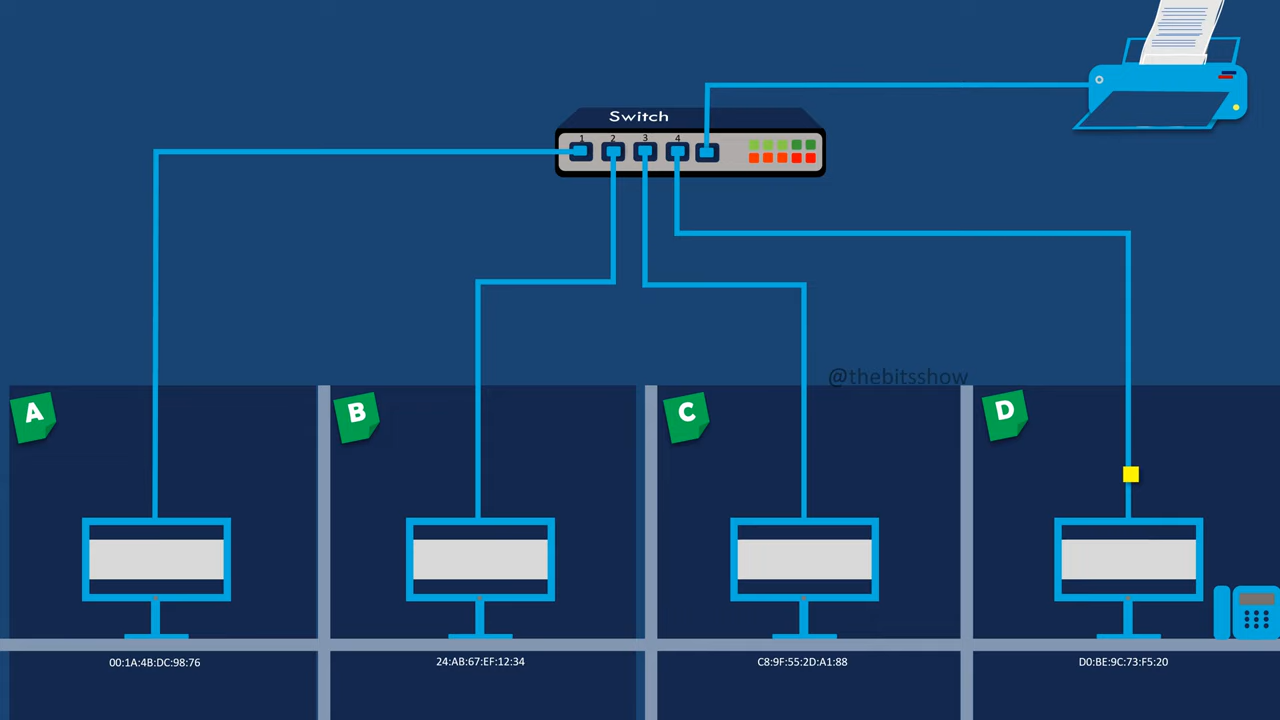 Switch
1 2 3 4
@thebitsshow
A B C D
00:1A:4B:DC:98:76 24:AB:67:EF:12:34 C8:9F:55:2D:A1:88 D0:BE:9C:73:F5:20